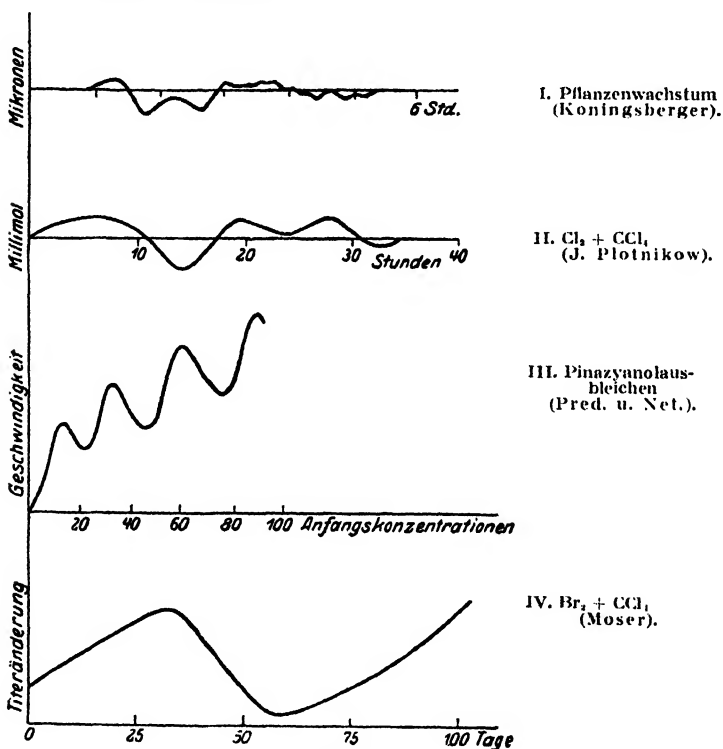 Mikronen
6 Std.
I. Pflanzenwachstum
(Koningsberger).
Millimol
10 20 30 40
Stunden
II. Cl₂ + CCl₄
(J. Plotnikow).
Geschwindigkeit
20 40 60 80 100 Anfangskonzentrationen
III. Pinazyanolaus-
bleichen
(Pred. u. Net.).
Titeränderung
0 25 50 75 100 Tage
IV. Br₂ + CCl₄
(Moser).